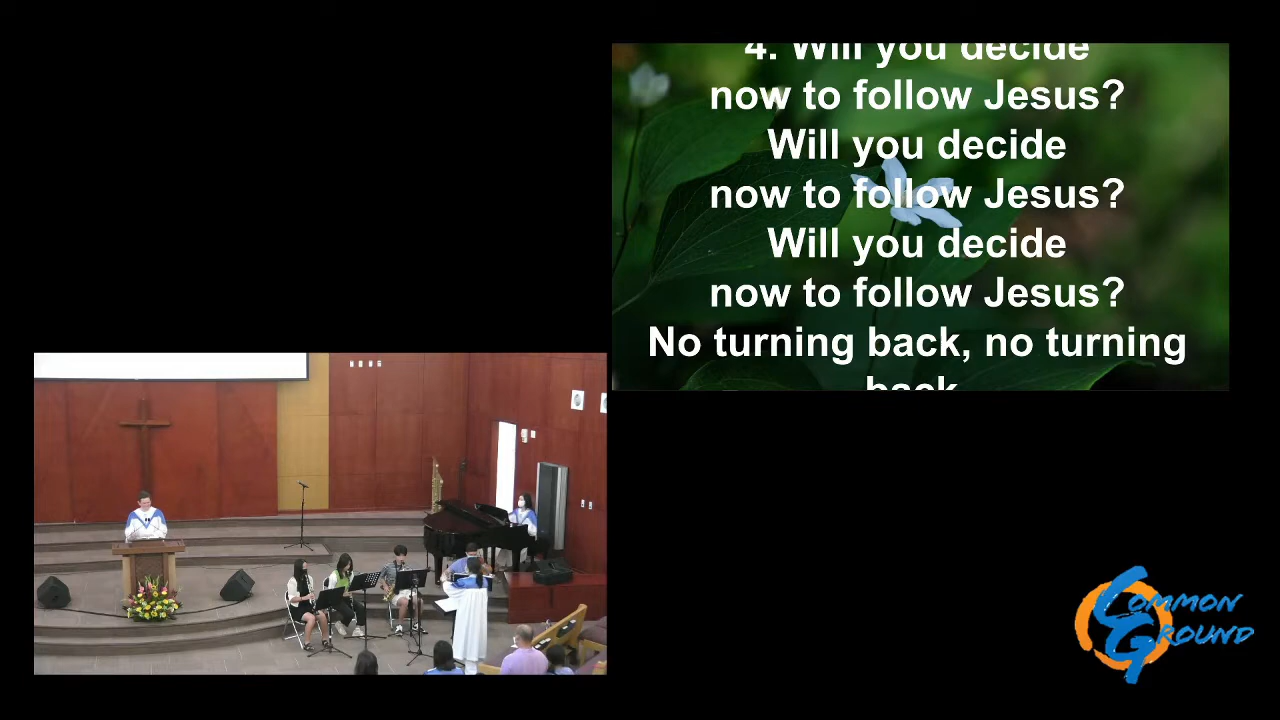 4. Will you decide
now to follow Jesus?
Will you decide
now to follow Jesus?
Will you decide
now to follow Jesus?
No turning back, no turning
back
COMMON
GROUND